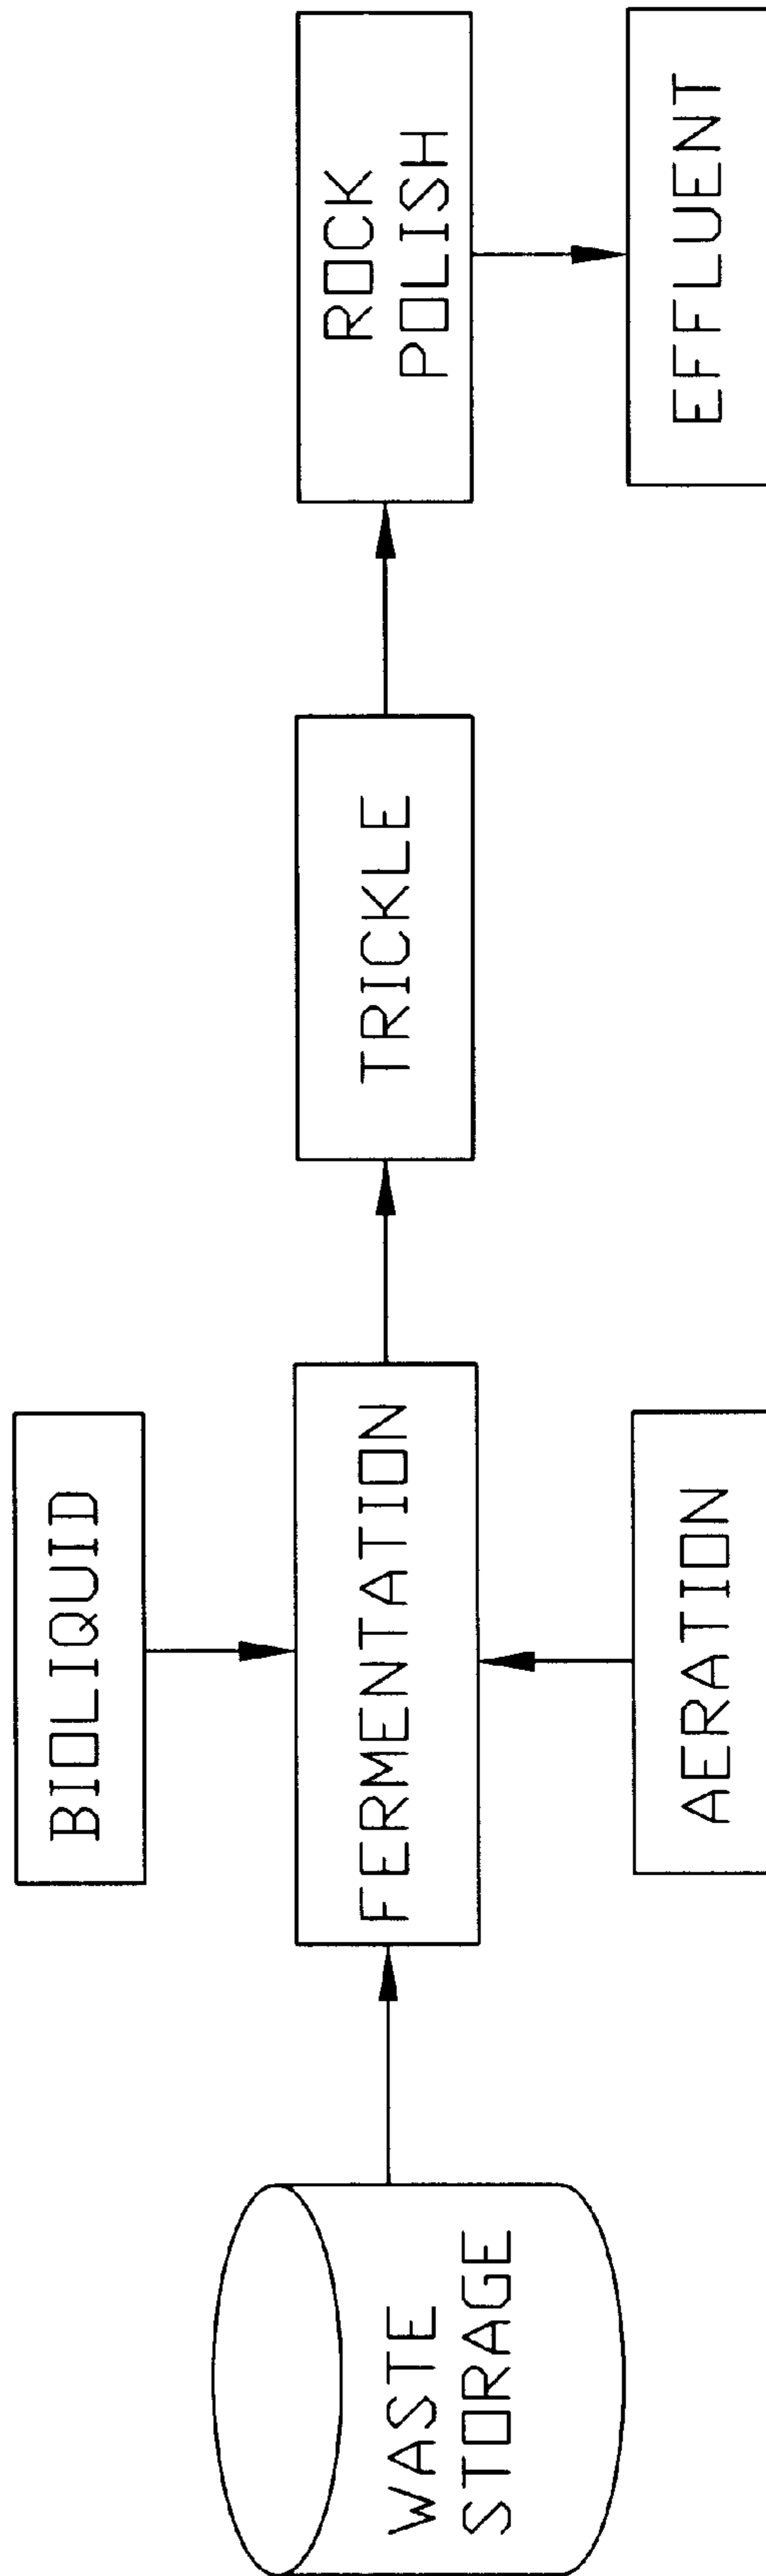 BIOLIQUID
WASTE
STORAGE
FERMENTATION
TRICKLE
ROCK
POLISH
AERATION
EFFLUENT